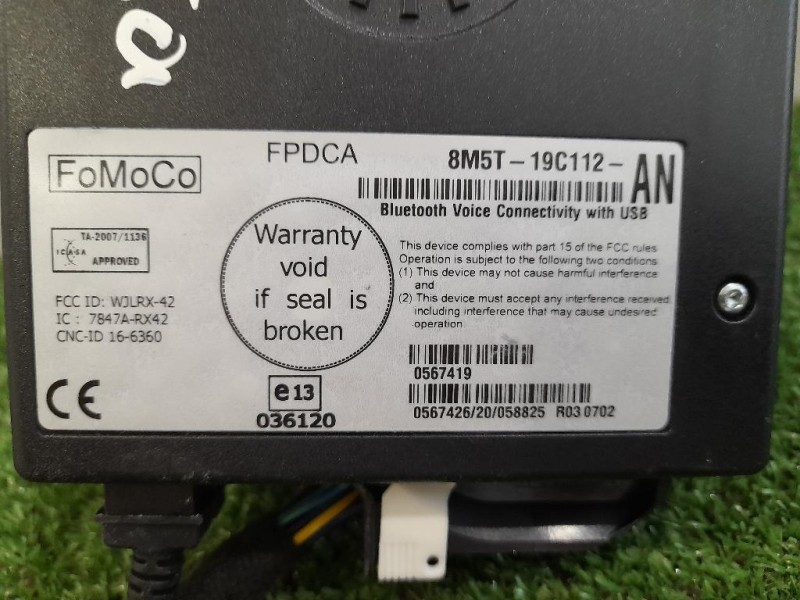 FoMoCo
FPDCA
8M5T-19C112-AN
Bluetooth Voice Connectivity with USB
TA-2007/1136
ICASA
APPROVED
FCC ID: WJLRX-42
IC : 7847A-RX42
CNC-ID 16-6360
Warranty
void
if seal is
broken
e13
036120
This device complies with part 15 of the FCC rules
Operation is subject to the following two conditions
(1) This device may not cause harmful interference
and
(2) This device must accept any interference received
including interference that may cause undesired
operation.
0567419
0567426/20/058825 R03 0702
CE